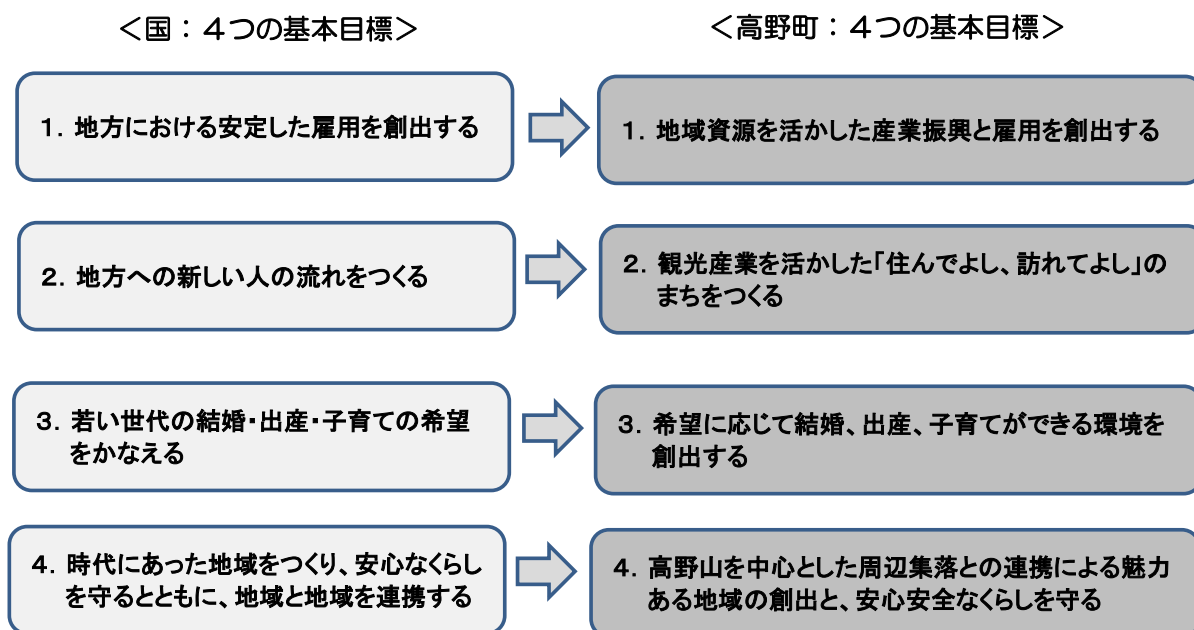 ＜国：４つの基本目標＞
＜高野町：４つの基本目標＞
１．地方における安定した雇用を創出する
１．地域資源を活かした産業振興と雇用を創出する
２．地方への新しい人の流れをつくる
２．観光産業を活かした「住んでよし、訪れてよし」の
まちをつくる
３．若い世代の結婚・出産・子育ての希望
をかなえる
３．希望に応じて結婚、出産、子育てができる環境を
創出する
４．時代にあった地域をつくり、安心なくらし
を守るとともに、地域と地域を連携する
４．高野山を中心とした周辺集落との連携による魅力
ある地域の創出と、安心安全なくらしを守る